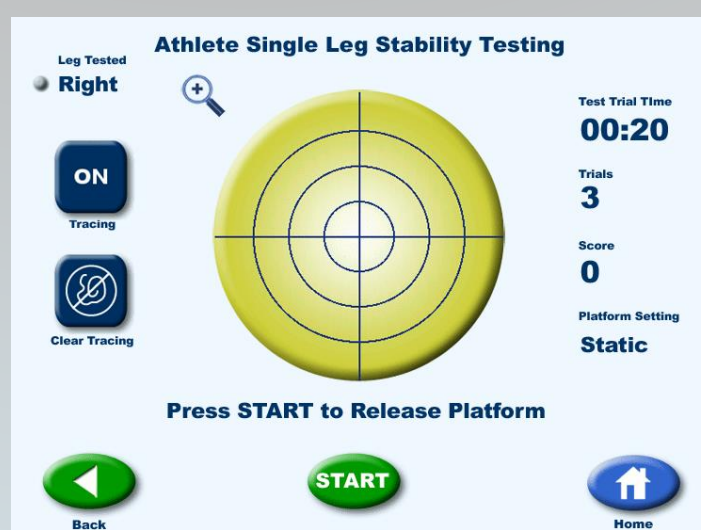 Athlete Single Leg Stability Testing
Leg Tested
Right
ON
Tracing
Clear Tracing
Test Trial TIme
00:20
Trials
3
Score
0
Platform Setting
Static
Press START to Release Platform
START
Back
Home